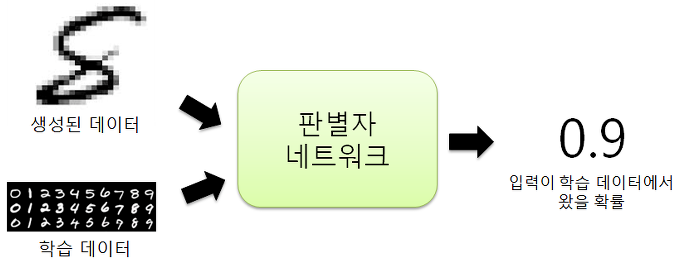 생성된 데이터
0 1 2 3 4 5 6 7 8 9
0 1 2 3 4 5 6 7 8 9
0 1 2 3 4 5 6 7 8 9
학습 데이터
판별자
네트워크
0.9
입력이 학습 데이터에서
왔을 확률